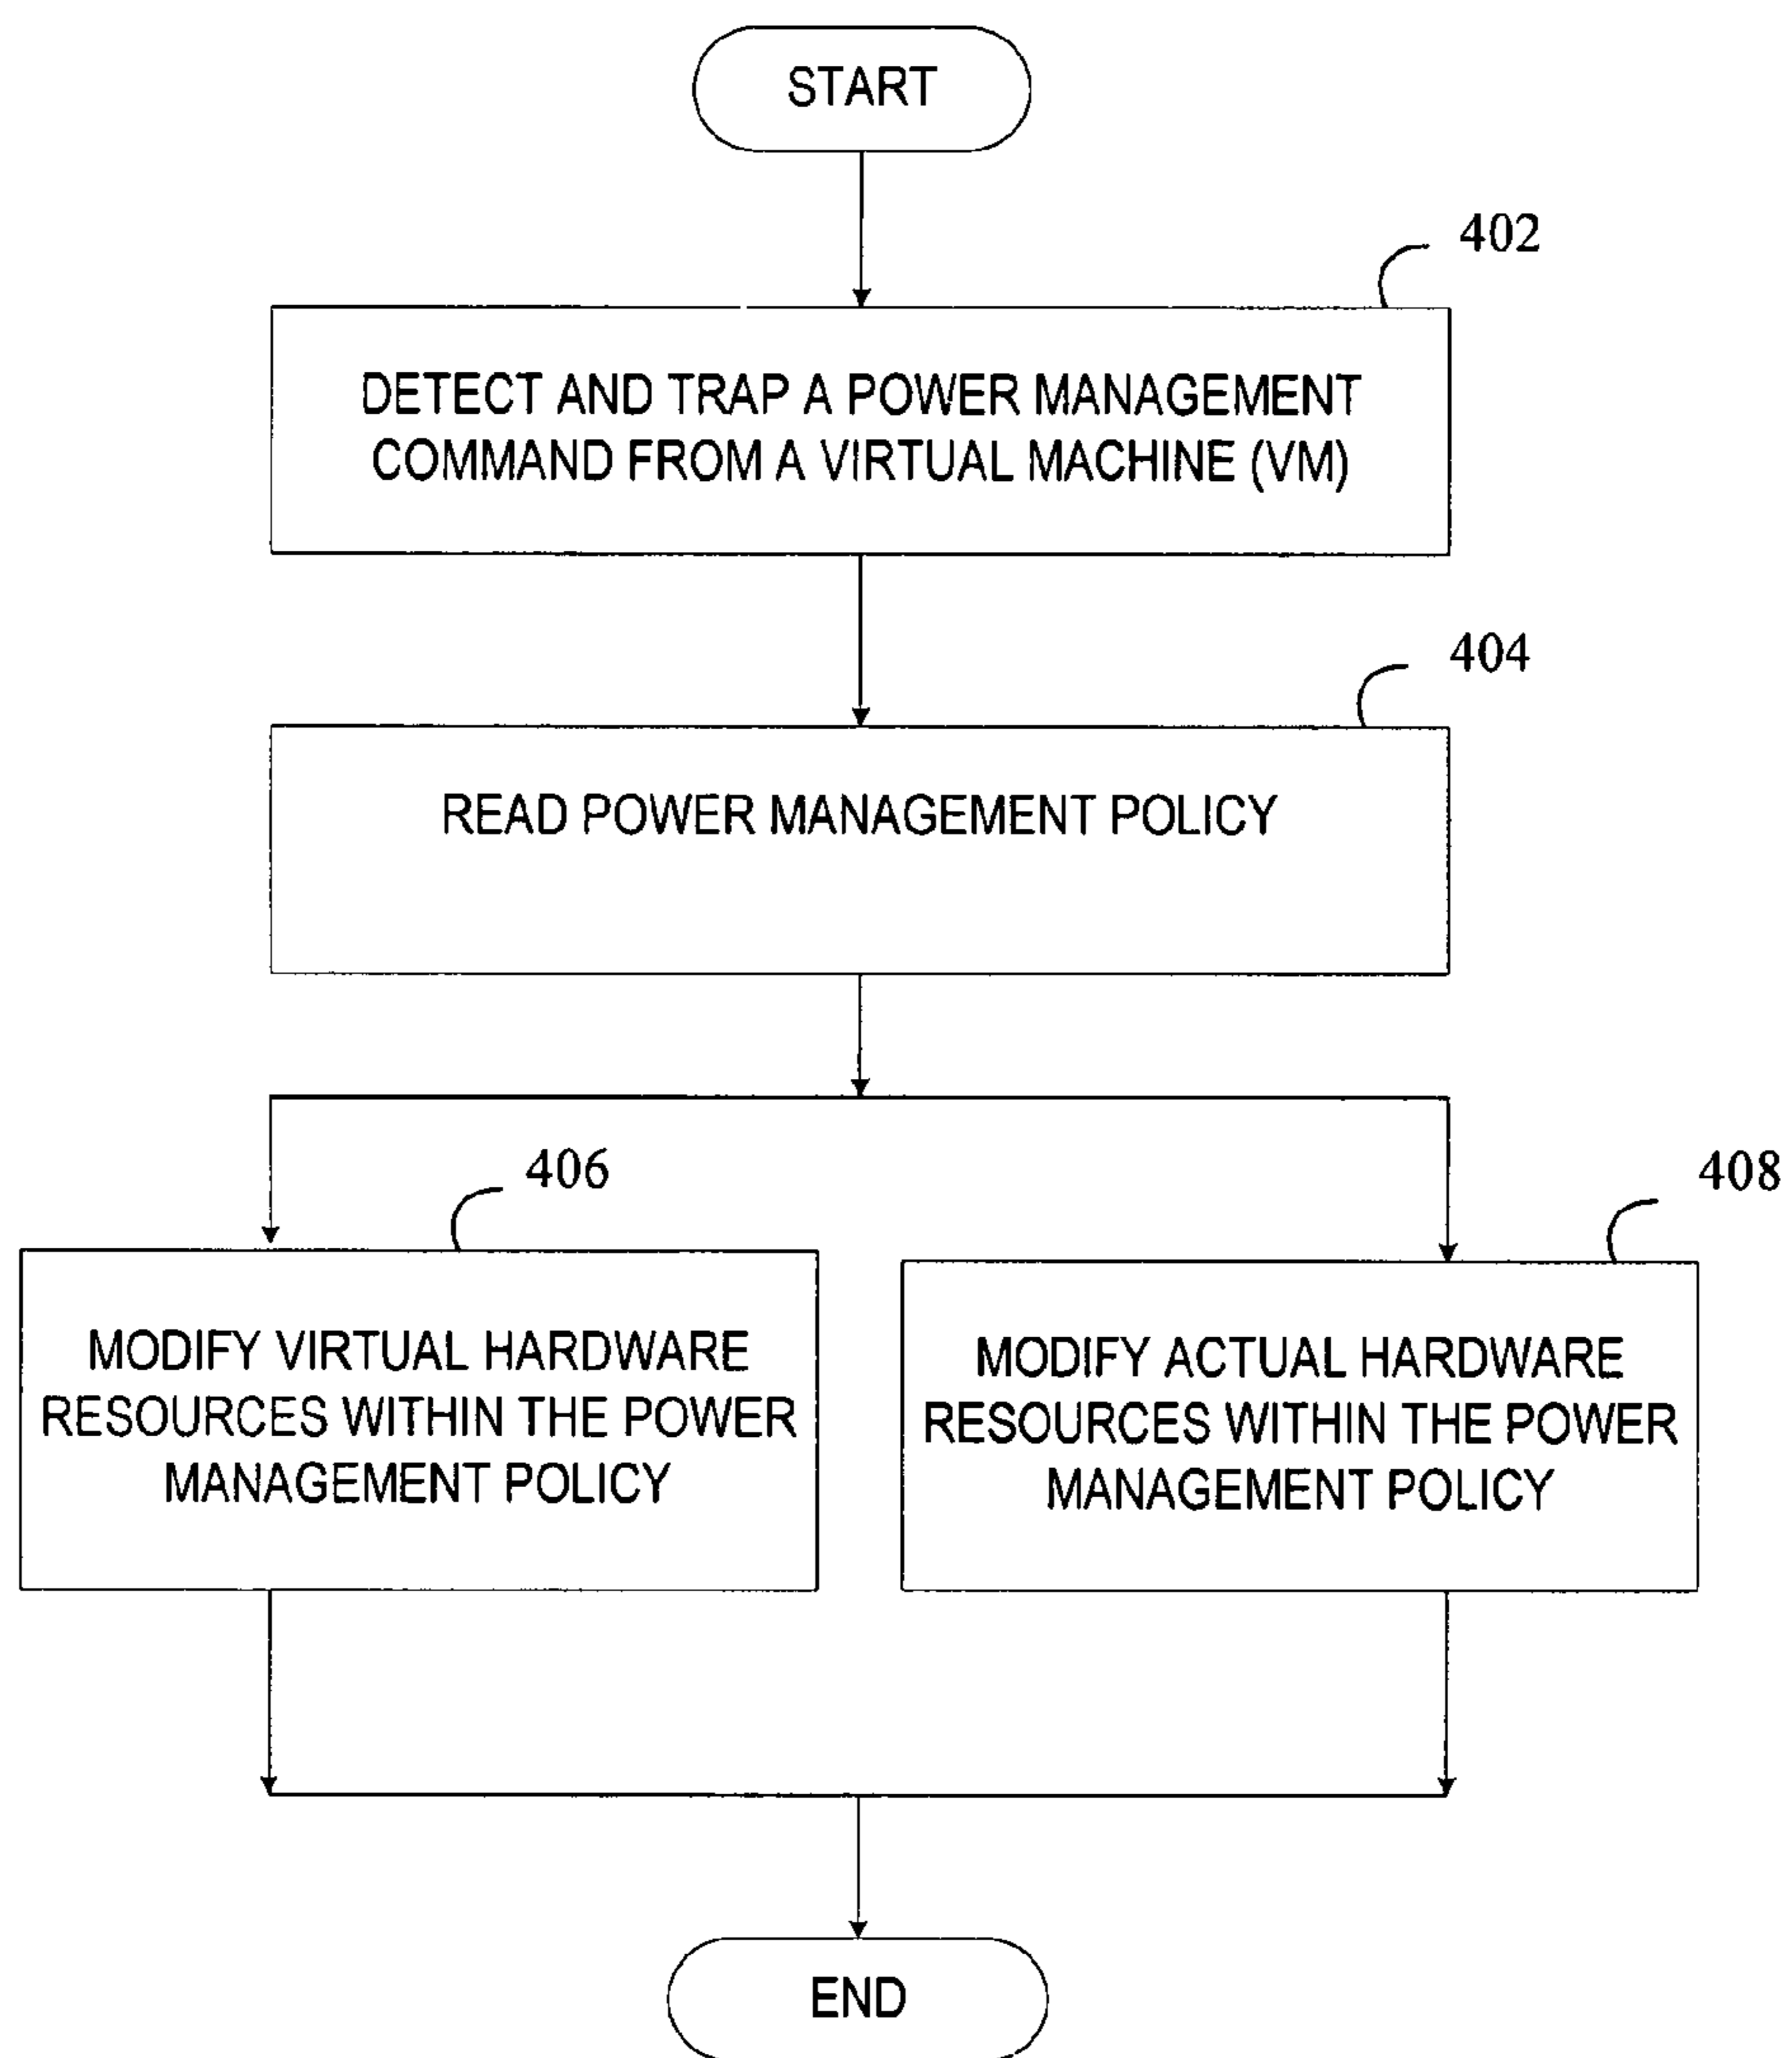 START
402
DETECT AND TRAP A POWER MANAGEMENT
COMMAND FROM A VIRTUAL MACHINE (VM)
404
READ POWER MANAGEMENT POLICY
406
408
MODIFY VIRTUAL HARDWARE
RESOURCES WITHIN THE POWER
MANAGEMENT POLICY
MODIFY ACTUAL HARDWARE
RESOURCES WITHIN THE POWER
MANAGEMENT POLICY
END